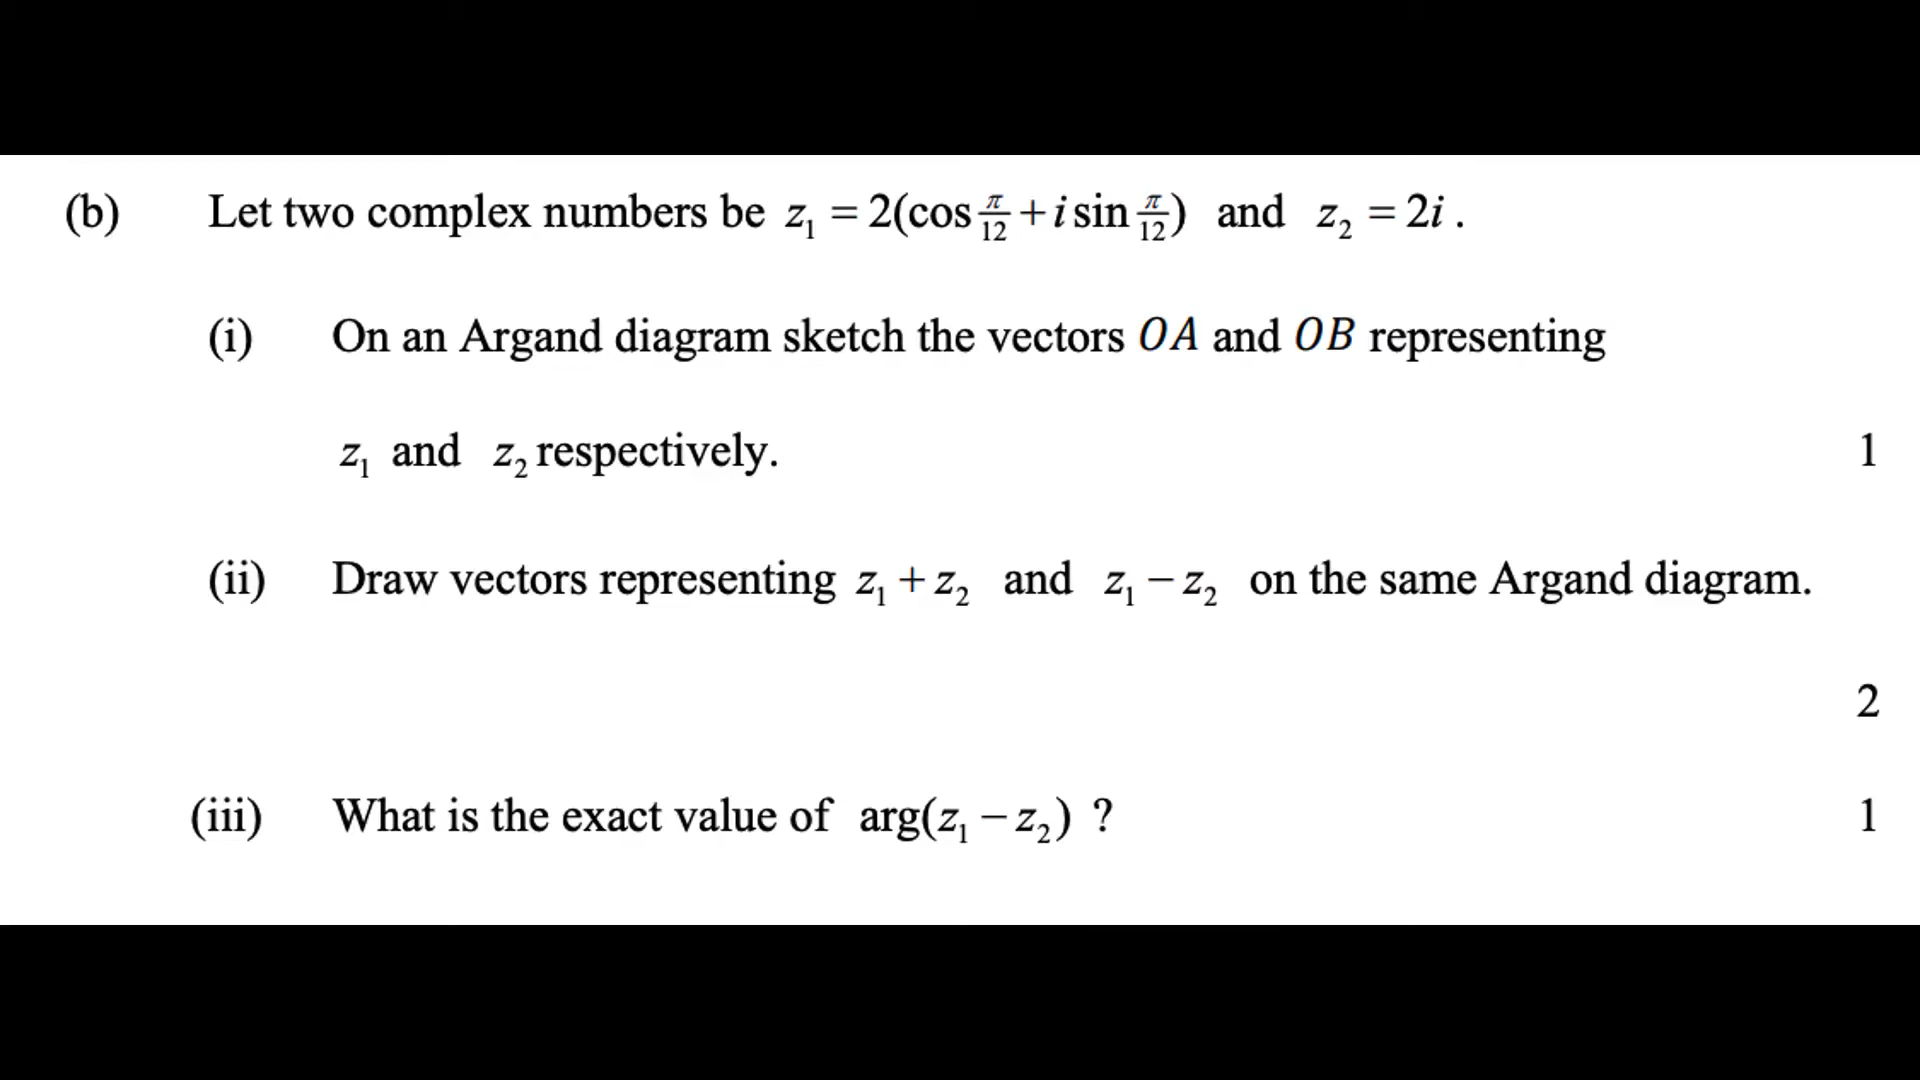 (b) Let two complex numbers be z₁ = 2(cos π/12 + i sin π/12) and z₂ = 2i .
(i) On an Argand diagram sketch the vectors OA and OB representing
z₁ and z₂ respectively. 1
(ii) Draw vectors representing z₁ + z₂ and z₁ − z₂ on the same Argand diagram.
2
(iii) What is the exact value of arg(z₁ − z₂) ? 1